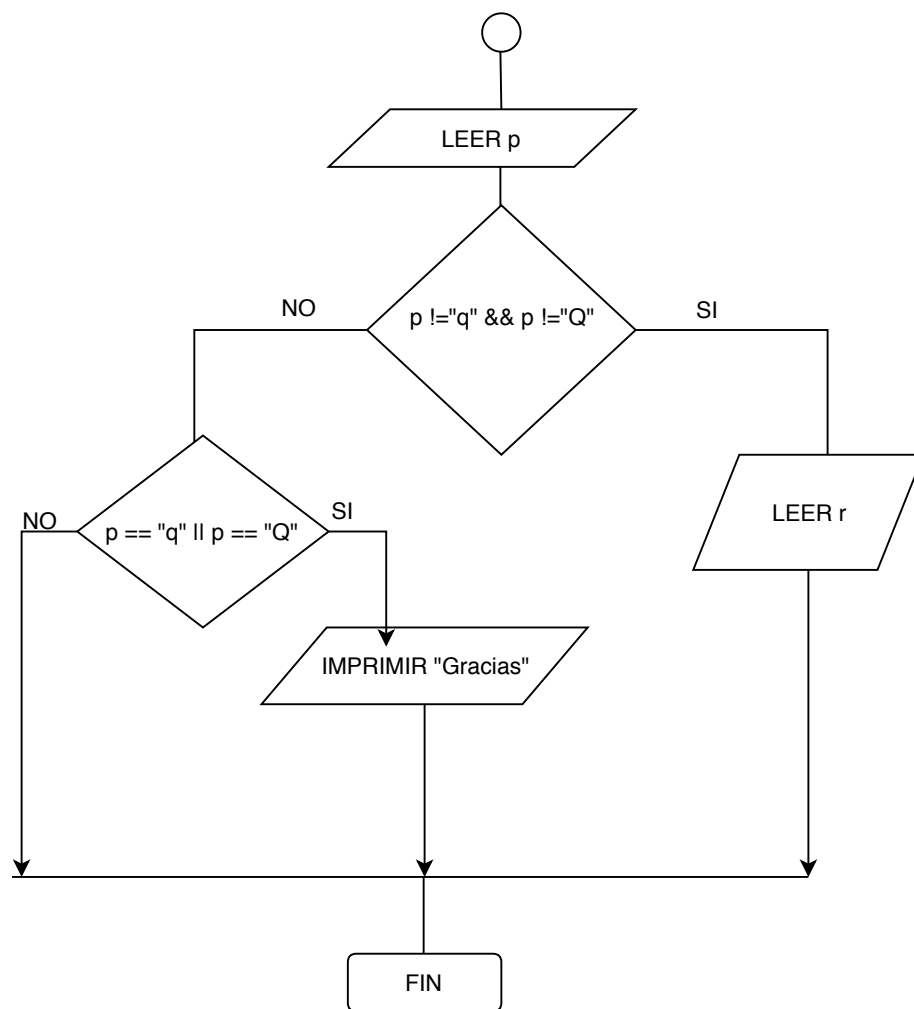 LEER p
NO
p !="q" && p !="Q"
SI
NO
p == "q" || p == "Q"
SI
LEER r
IMPRIMIR "Gracias"
FIN